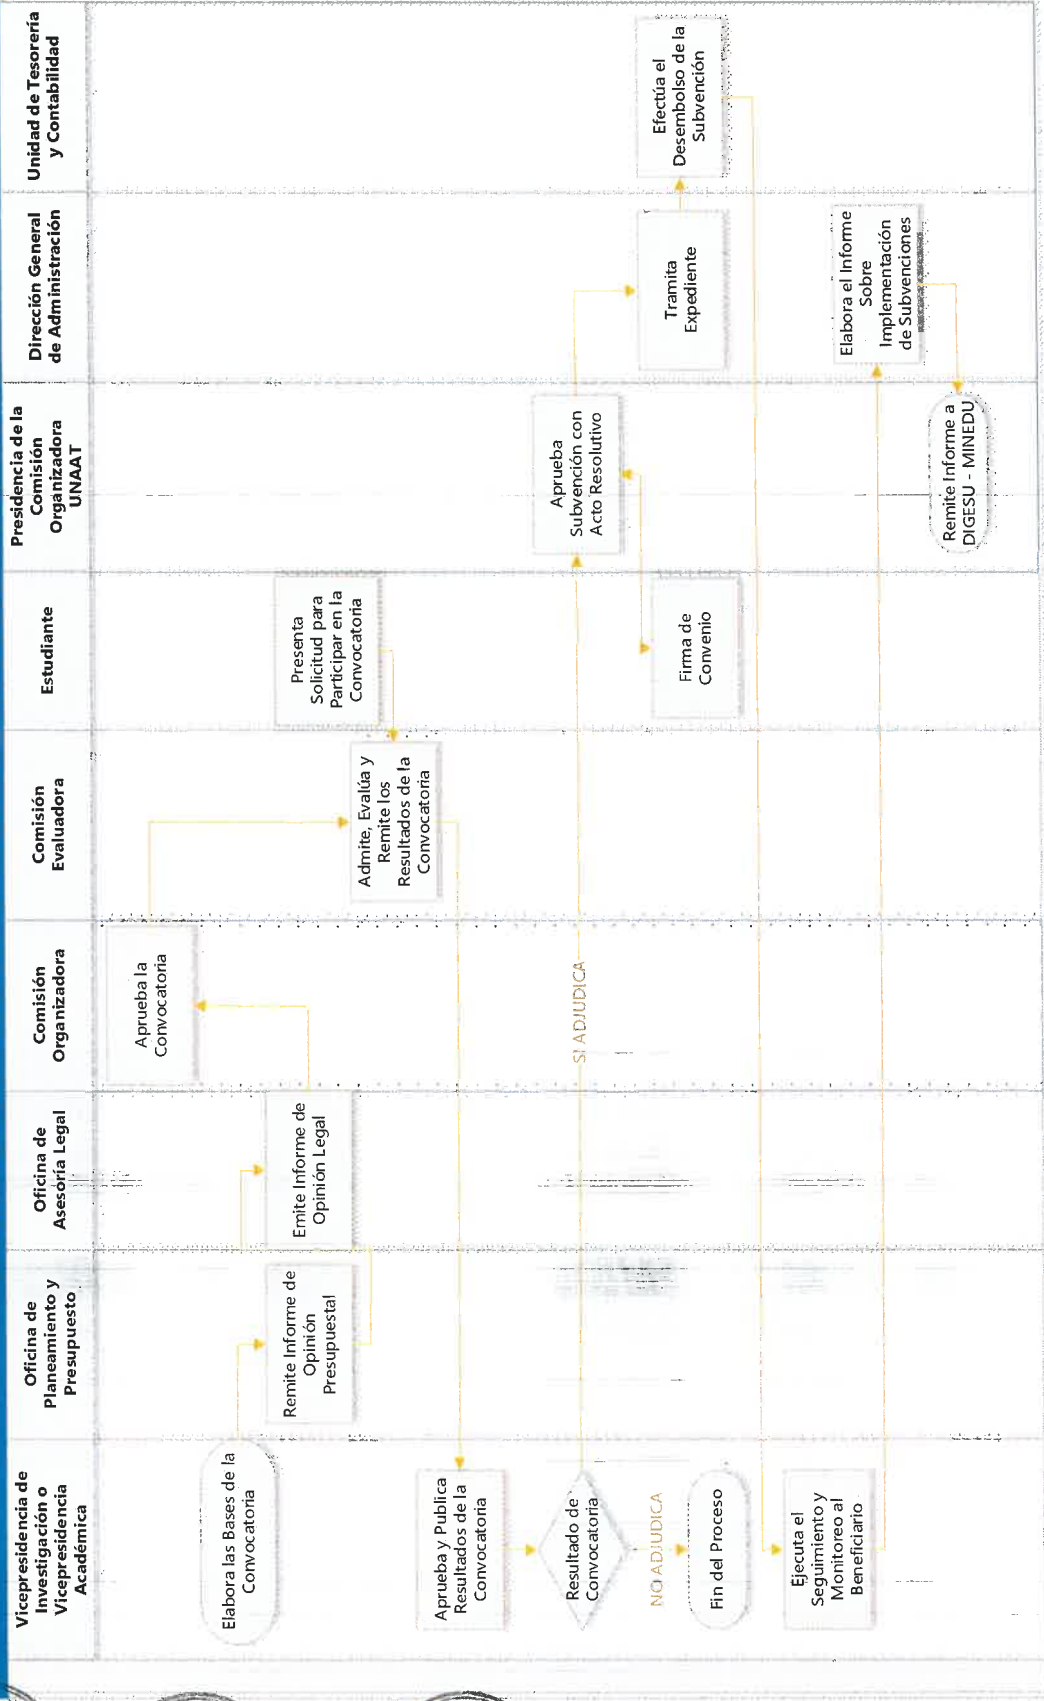 Vicepresidencia de
Investigación o
Vicepresidencia
Académica
Oficina de
Planeamiento y
Presupuesto
Oficina de
Asesoría Legal
Comisión
Organizadora
Comisión
Evaluadora
Estudiante
Presidencia de la
Comisión
Organizadora
UNAAT
Dirección General
de Administración
Unidad de Tesorería
y Contabilidad
Elabora las Bases de la
Convocatoria
Remite Informe de
Opinión
Presupuestal
Emite Informe de
Opinión Legal
Aprueba la
Convocatoria
Presenta
Solicitud para
Participar en la
Convocatoria
Admite, Evalúa y
Remite los
Resultados de la
Convocatoria
Aprueba y Publica
Resultados de la
Convocatoria
Resultado de
Convocatoria
SI ADJUDICA
NO ADJUDICA
Fin del Proceso
Aprueba
Subvención con
Acto Resolutivo
Firma de
Convenio
Tramita
Expediente
Efectúa el
Desembolso de la
Subvención
Ejecuta el
Seguimiento y
Monitoreo al
Beneficiario
Elabora el Informe
Sobre
Implementación
de Subvenciones
Remite Informe a
DIGESU - MINEDU